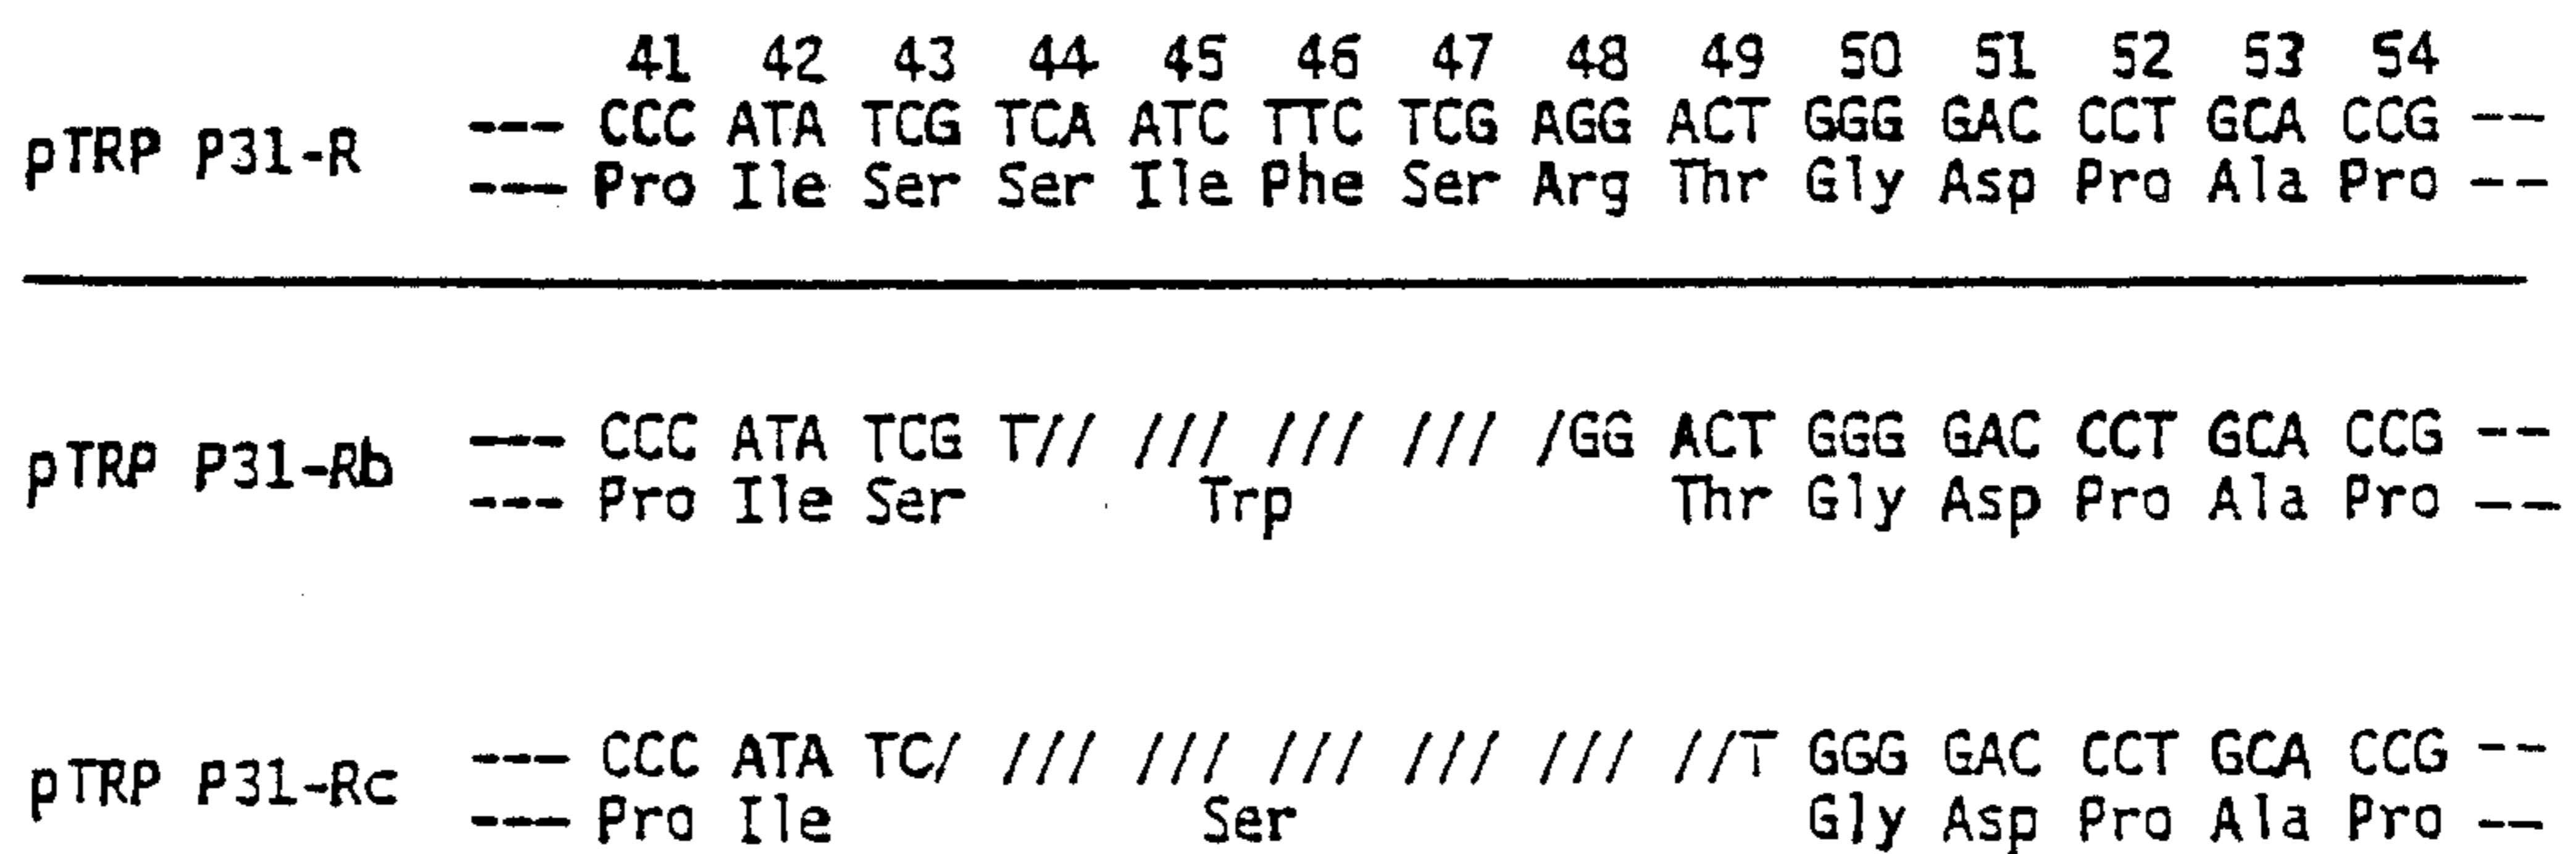 41 42 43 44 45 46 47 48 49 50 51 52 53 54
pTRP P31-R --- CCC ATA TCG TCA ATC TTC TCG AGG ACT GGG GAC CCT GCA CCG --
--- Pro Ile Ser Ser Ile Phe Ser Arg Thr Gly Asp Pro Ala Pro --
pTRP P31-Rb --- CCC ATA TCG T// /// /// /// /GG ACT GGG GAC CCT GCA CCG --
--- Pro Ile Ser Trp Thr Gly Asp Pro Ala Pro --
pTRP P31-Rc --- CCC ATA TC/ /// /// /// /// /// //T GGG GAC CCT GCA CCG --
--- Pro Ile Ser Gly Asp Pro Ala Pro --